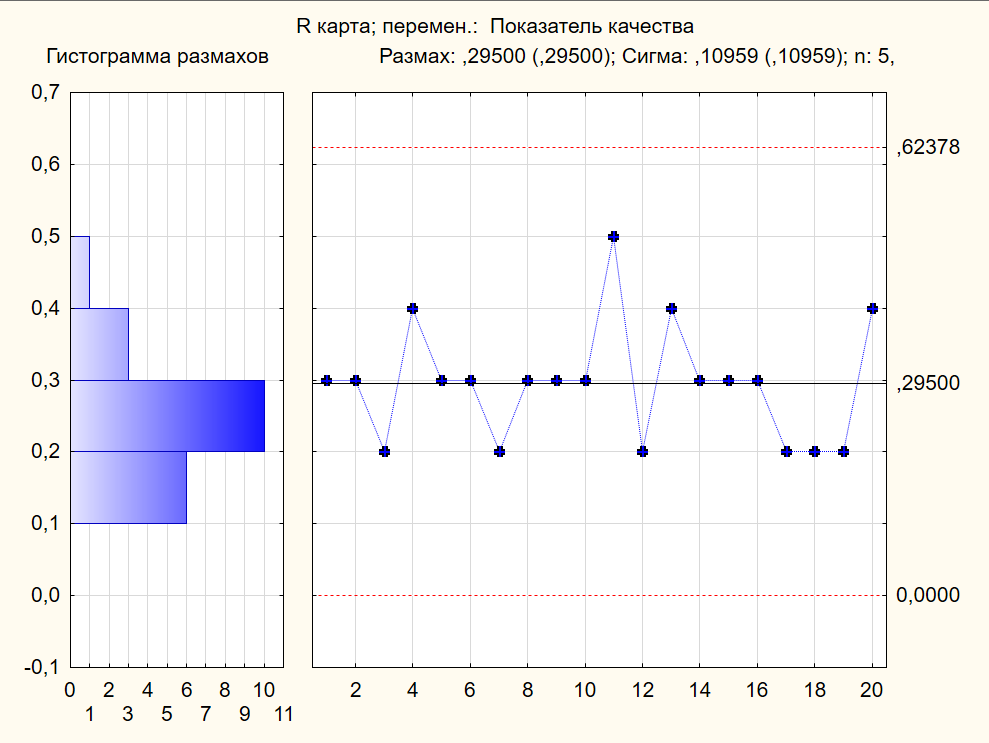 R карта; перемен.: Показатель качества
Гистограмма размахов
Размах: ,29500 (,29500); Сигма: ,10959 (,10959); n: 5,
0,7
0,6
0,5
0,4
0,3
0,2
0,1
0,0
-0,1
0 2 4 6 8 10
1 3 5 7 9 11
2 4 6 8 10 12 14 16 18 20
,62378
,29500
0,0000